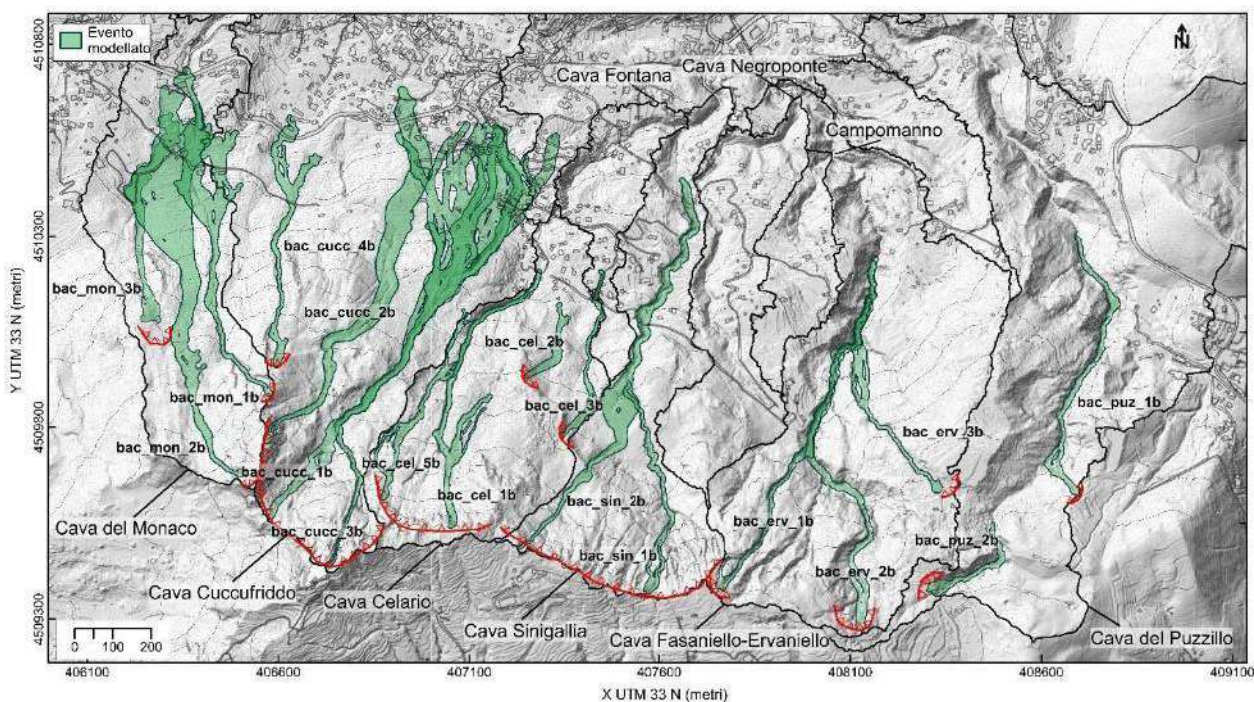 Evento
modellato
N
Cava Fontana
Cava Negroponte
Campomanno
bac_cucc_4b
bac_mon_3b
bac_cucc_2b
bac_cel_2b
bac_mon_1b
bac_cel_3b
bac_puz_1b
bac_erv_3b
bac_mon_2b
bac_cucc_1b
bac_cel_5b
bac_cel_1b
bac_sin_2b
bac_cucc_3b
bac_erv_1b
Cava del Monaco
bac_puz_2b
bac_sin_1b
bac_erv_2b
Cava Cuccufriddo
Cava Celario
Cava Sinigallia
Cava Fasaniello-Ervaniello
Cava del Puzzillo
0 100 200
4510800
4510300
4509800
4509300
Y UTM 33 N (metri)
406100 406600 407100 407600 408100 408600 409100
X UTM 33 N (metri)